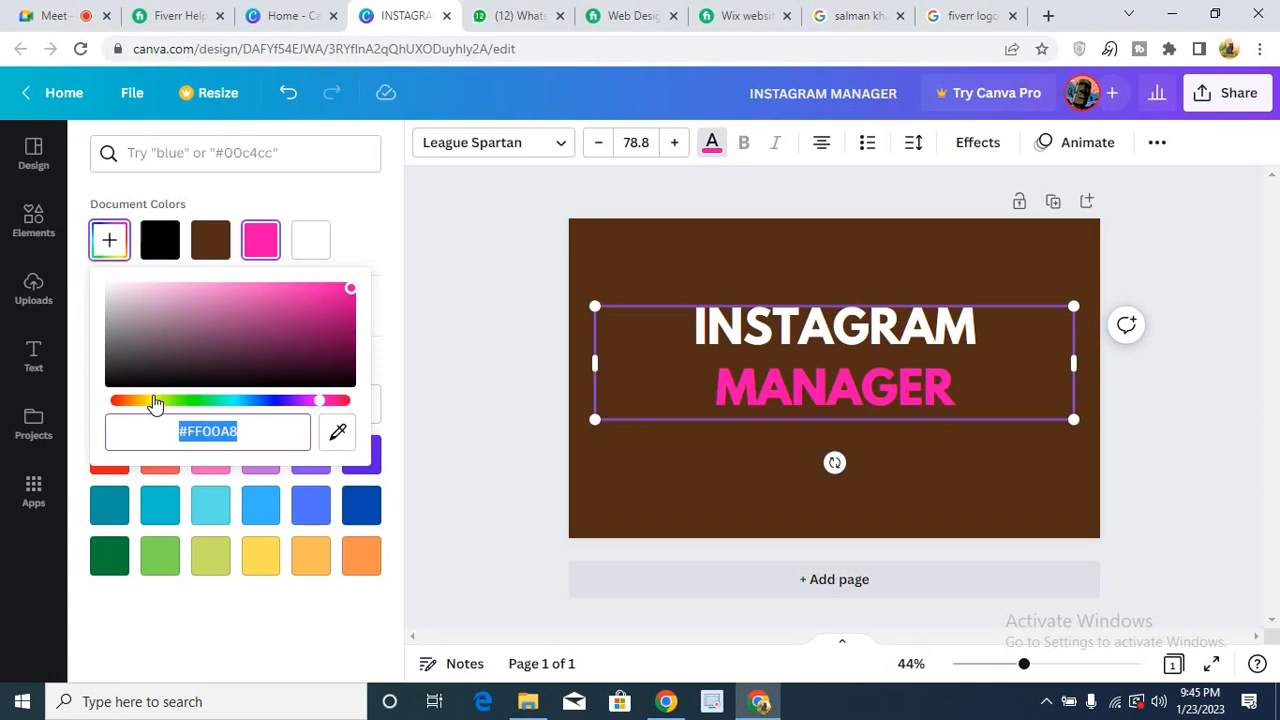 Meet -
Fiverr Help
Home - Ca
INSTAGRA
(12) Whats
Web Desig
Wix websit
salman kh
fiverr logo
canva.com/design/DAFYf54EJWA/3RYfInA2qQhUXODuyhIy2A/edit
Home
File
Resize
INSTAGRAM MANAGER
Try Canva Pro
Share
Try "blue" or "#00c4cc"
League Spartan
78.8
A
B
I
Effects
Animate
Design
Elements
Uploads
Text
Projects
Apps
Document Colors
#FF00A8
INSTAGRAM
MANAGER
+ Add page
Activate Windows
Go to Settings to activate Windows.
Notes
Page 1 of 1
44%
1
Type here to search
9:45 PM
1/23/2023